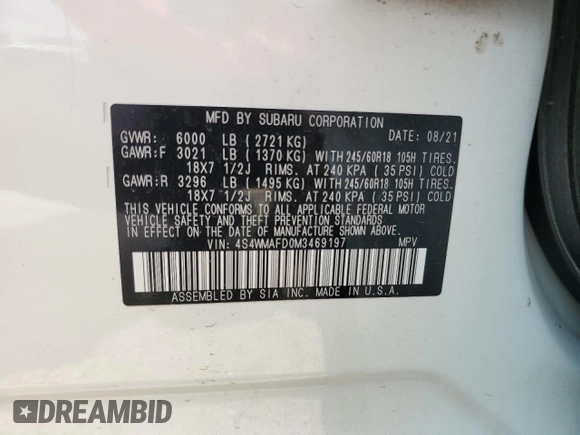 MFD BY SUBARU CORPORATION
GVWR: 6000 LB ( 2721 KG) DATE: 08/21
GAWR:F 3021 LB ( 1370 KG) WITH 245/60R18 105H TIRES.
18X7 1/2J RIMS. AT 240 KPA ( 35 PSI) COLD
GAWR:R 3296 LB ( 1495 KG) WITH 245/60R18 105H TIRES.
18X7 1/2J RIMS. AT 240 KPA ( 35 PSI) COLD
THIS VEHICLE CONFORMS TO ALL APPLICABLE FEDERAL MOTOR
VEHICLE SAFETY AND THEFT PREVENTION STANDARDS IN EFFECT
ON THE DATE OF MANUFACTURE SHOWN ABOVE.
VIN: 4S4WMAFD0M3469197 MPV
ASSEMBLED BY SIA INC. MADE IN U.S.A.
DREAMBID